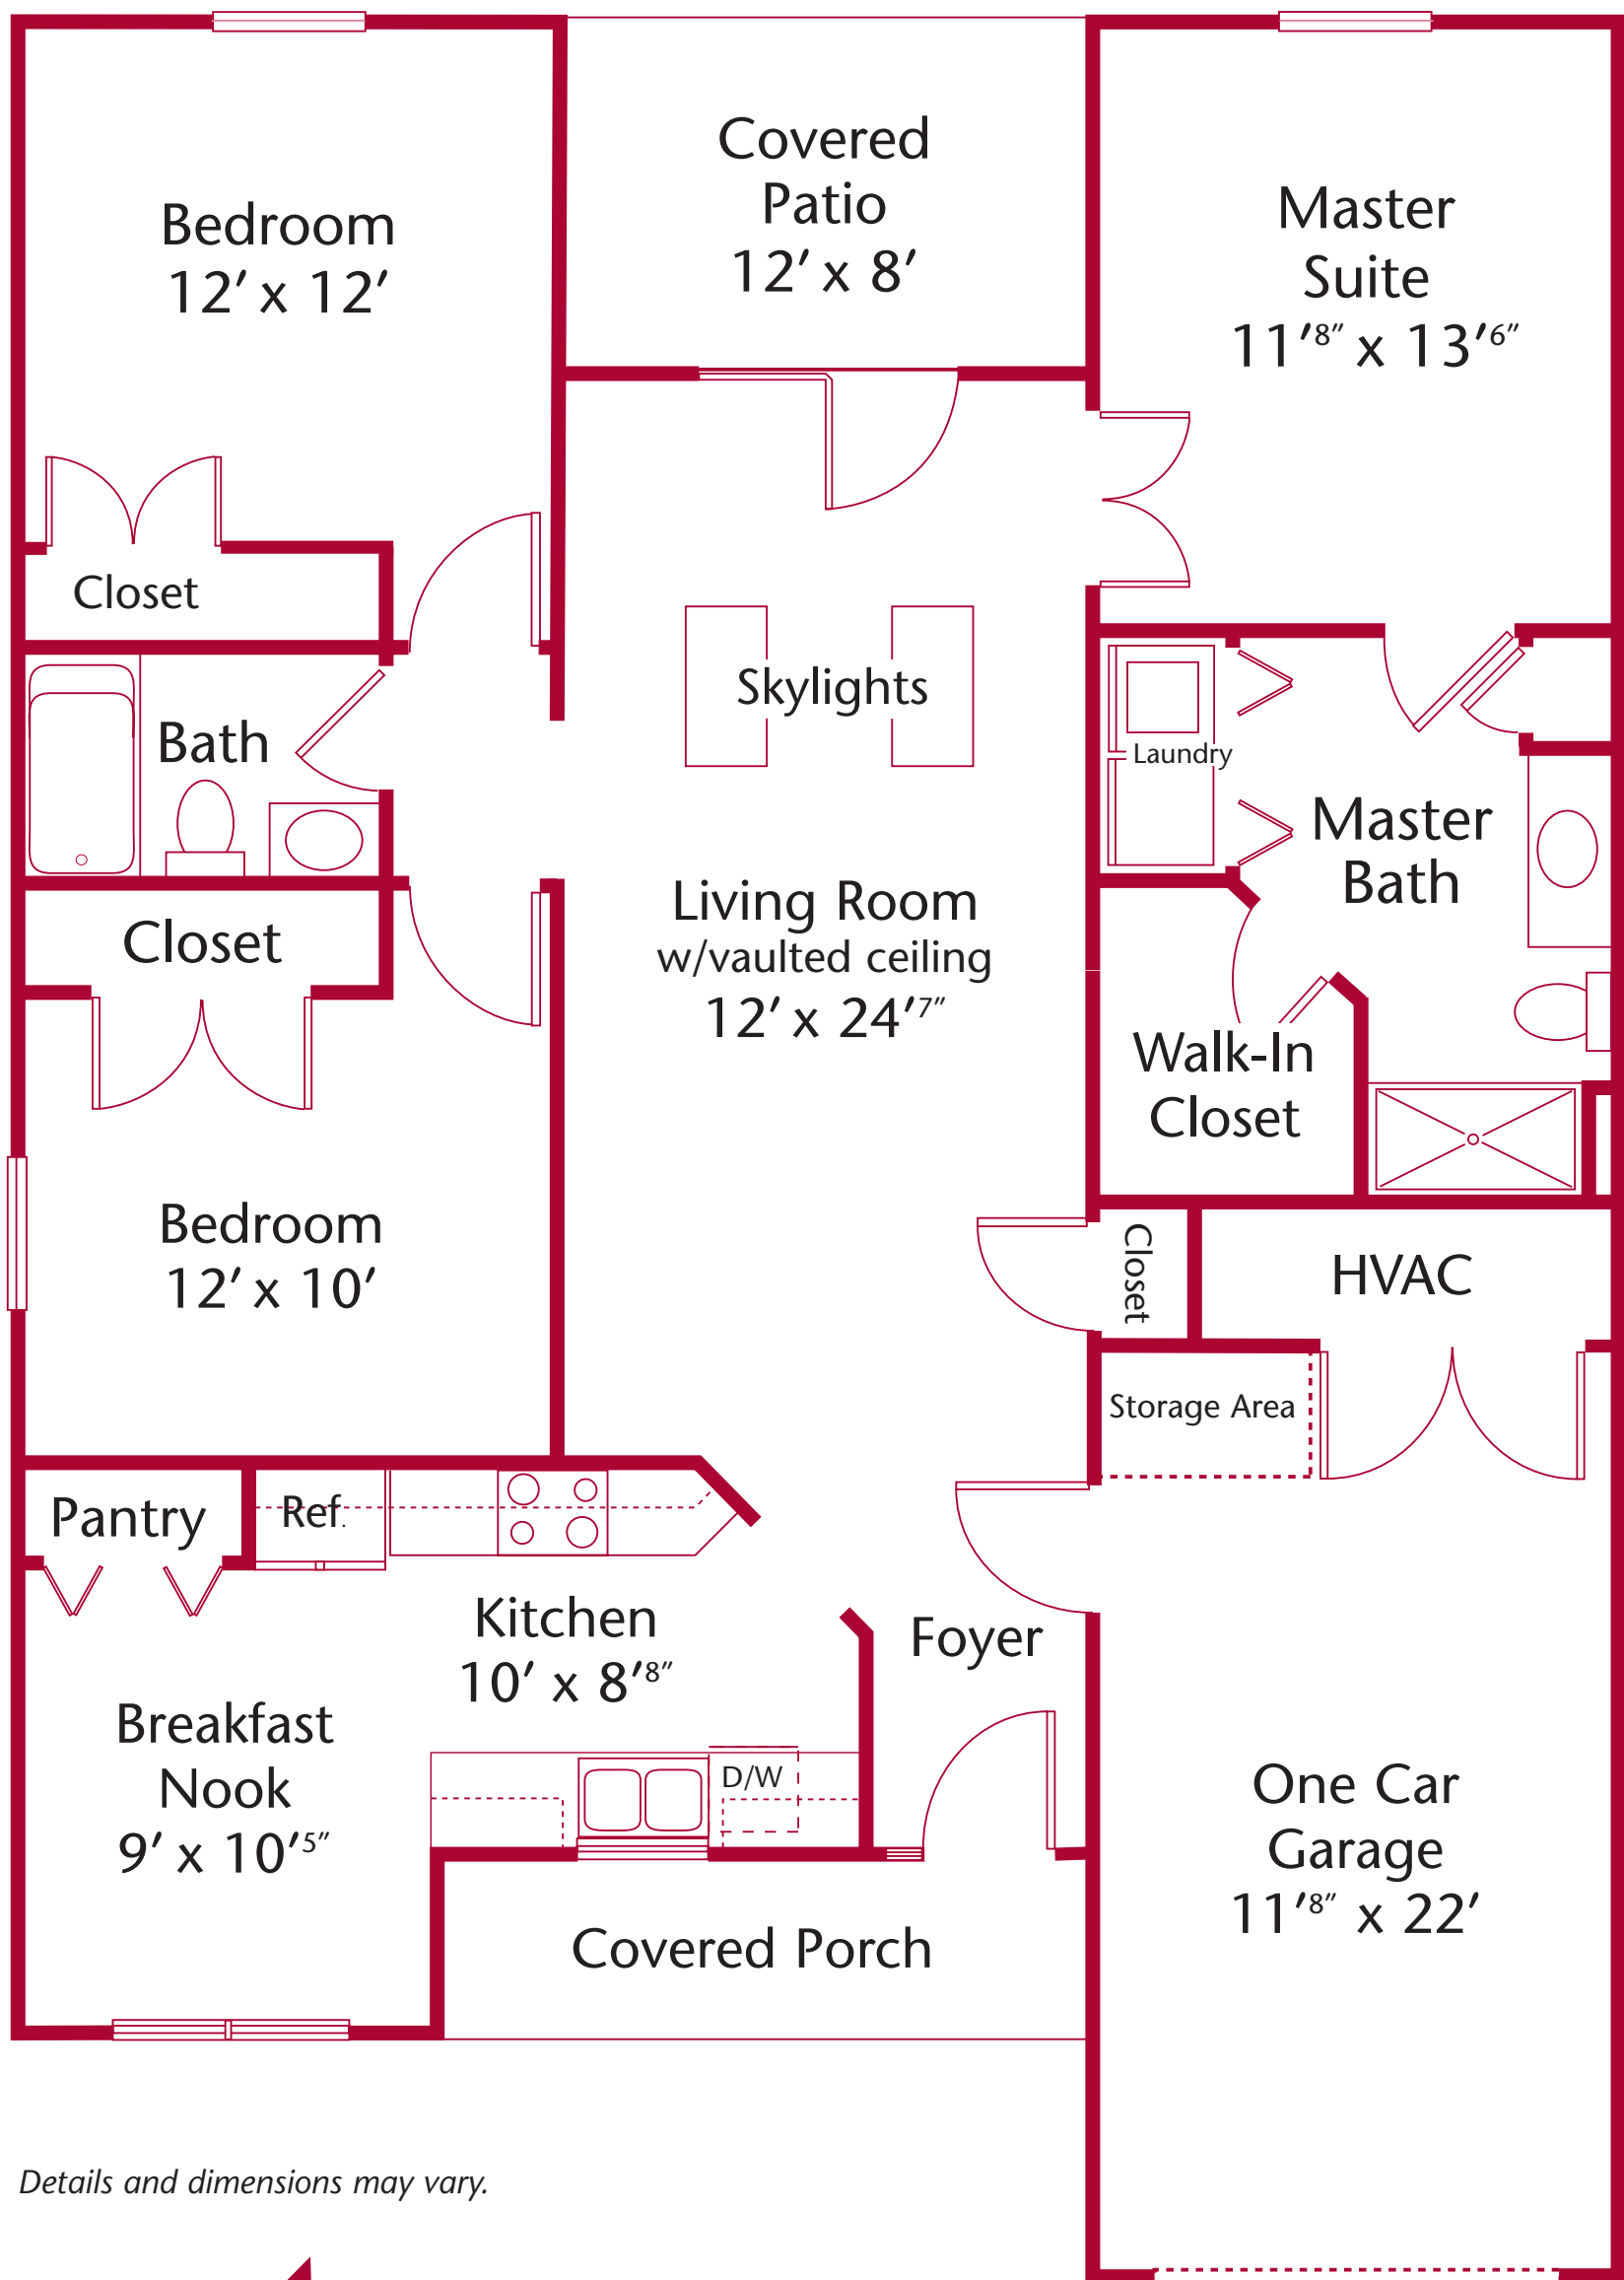 Bedroom
12′ x 12′
Covered
Patio
12′ x 8′
Master
Suite
11′8″ x 13′6″
Closet
Skylights
Bath
Laundry
Master
Bath
Closet
Living Room
w/vaulted ceiling
12′ x 24′7″
Walk-In
Closet
Bedroom
12′ x 10′
Closet
HVAC
Storage Area
Pantry
Ref.
Kitchen
10′ x 8′8″
Foyer
Breakfast
Nook
9′ x 10′5″
D/W
One Car
Garage
11′8″ x 22′
Covered Porch
Details and dimensions may vary.